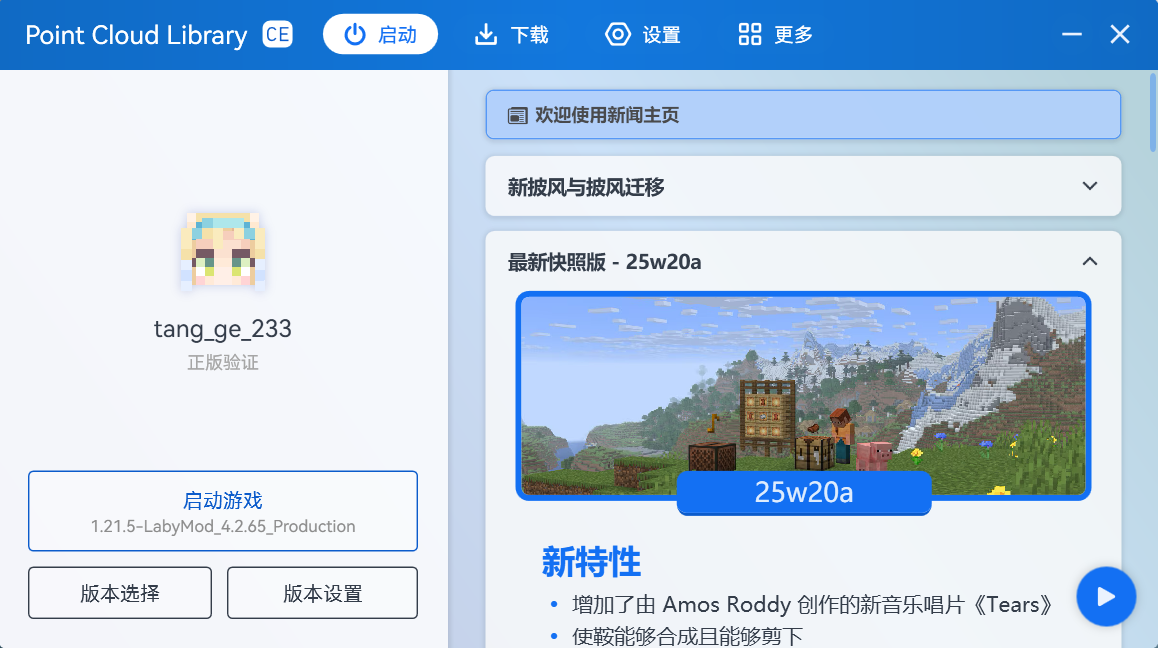 Point Cloud Library CE
启动
下载
设置
更多
tang_ge_233
正版验证
启动游戏
1.21.5-LabyMod_4.2.65_Production
版本选择
版本设置
欢迎使用新闻主页
新披风与披风迁移
最新快照版 - 25w20a
25w20a
新特性
• 增加了由 Amos Roddy 创作的新音乐唱片《Tears》
• 使鞍能够合成且能够剪下